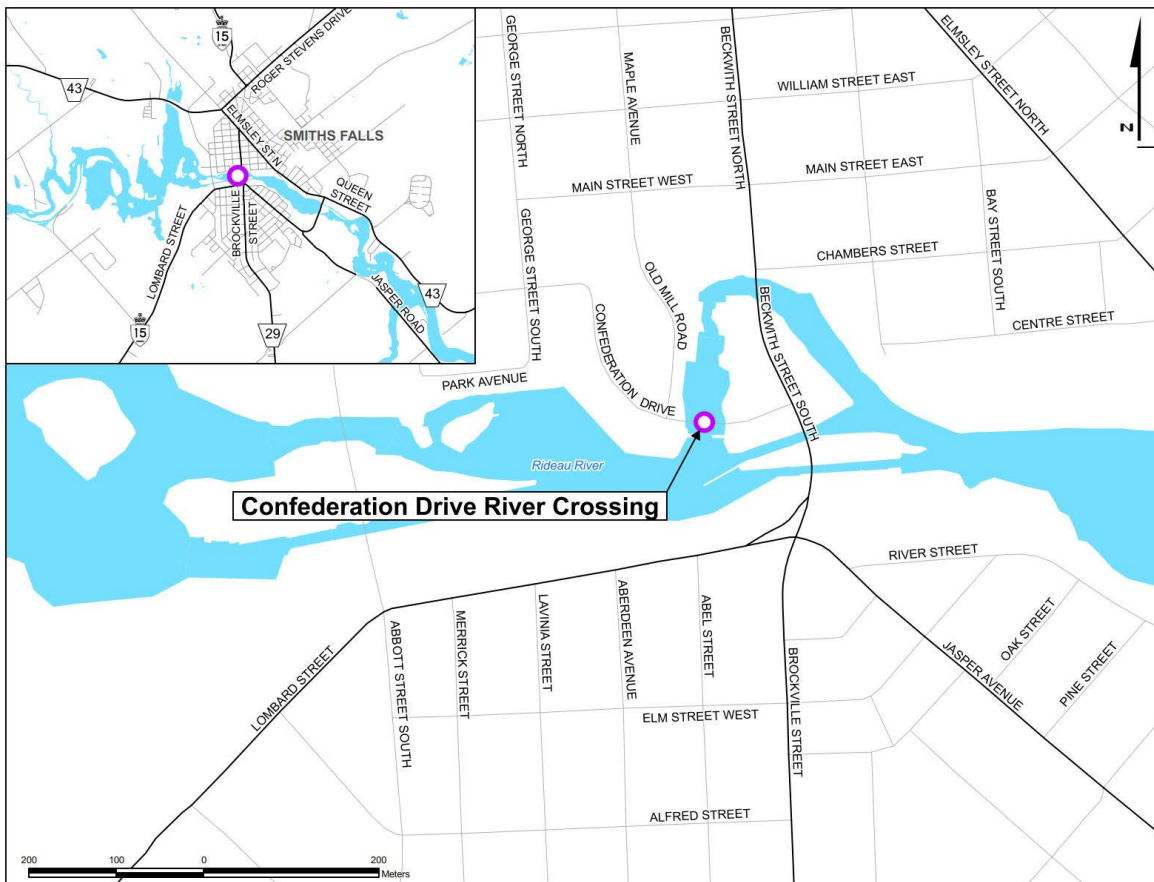 15
ROGER STEVENS DRIVE
43
ELMSLEY ST. N
SMITHS FALLS
QUEEN
STREET
BROCKVILLE
STREET
LOMBARD STREET
JASPER ROAD
43
15
29
GEORGE STREET NORTH
MAPLE AVENUE
BECKWITH STREET NORTH
WILLIAM STREET EAST
ELMSLEY STREET NORTH
N
MAIN STREET WEST
MAIN STREET EAST
BAY STREET SOUTH
GEORGE STREET SOUTH
OLD MILL ROAD
CHAMBERS STREET
CONFEDERATION DRIVE
BECKWITH STREET SOUTH
CENTRE STREET
PARK AVENUE
Rideau River
Confederation Drive River Crossing
RIVER STREET
LOMBARD STREET
ABBOTT STREET SOUTH
MERRICK STREET
LAVINIA STREET
ABERDEEN AVENUE
ABEL STREET
BROCKVILLE STREET
JASPER AVENUE
OAK STREET
PINE STREET
ELM STREET WEST
ALFRED STREET
200 100 0 200
Meters